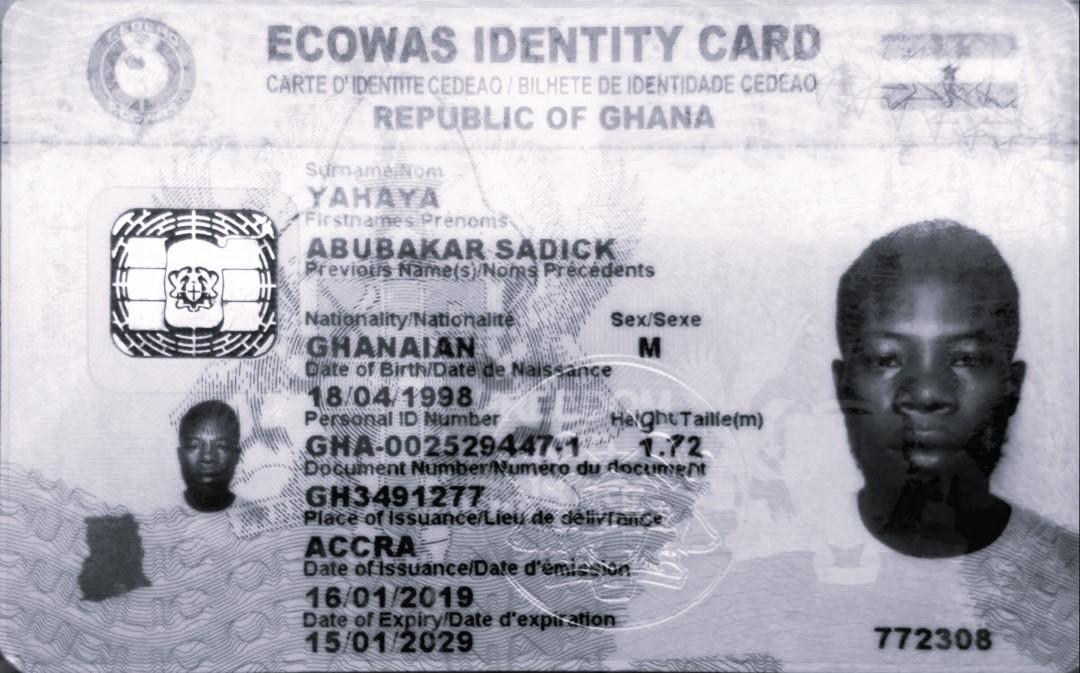 ECOWAS IDENTITY CARD
CARTE D'IDENTITE CEDEAO / BILHETE DE IDENTIDADE CEDEAO
REPUBLIC OF GHANA
Surname/Nom
YAHAYA
Firstnames/Prénoms
ABUBAKAR SADICK
Previous Name(s)/Noms Précédents
Nationality/Nationalité Sex/Sexe
GHANAIAN M
Date of Birth/Date de Naissance
18/04/1998
Personal ID Number Height/Taille(m)
GHA-002529447-1 1.72
Document Number/Numéro du document
GH3491277
Place of Issuance/Lieu de délivrance
ACCRA
Date of Issuance/Date d'émission
16/01/2019
Date of Expiry/Date d'expiration
15/01/2029
772308